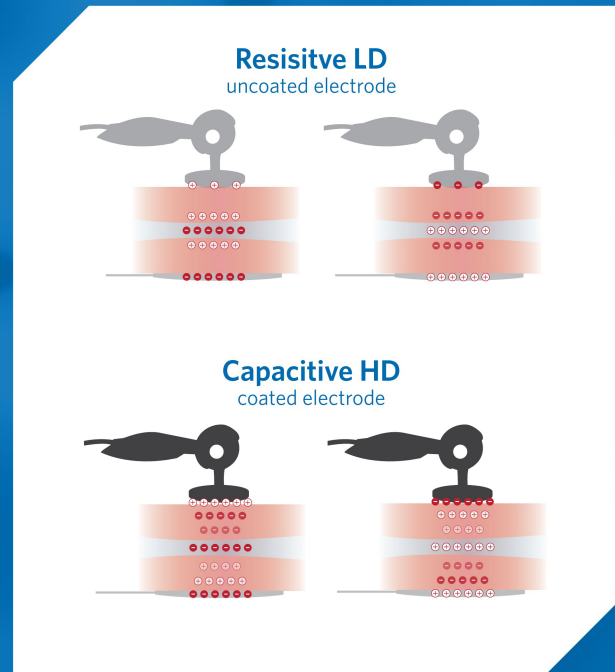 Resisitve LD
uncoated electrode
Capacitive HD
coated electrode